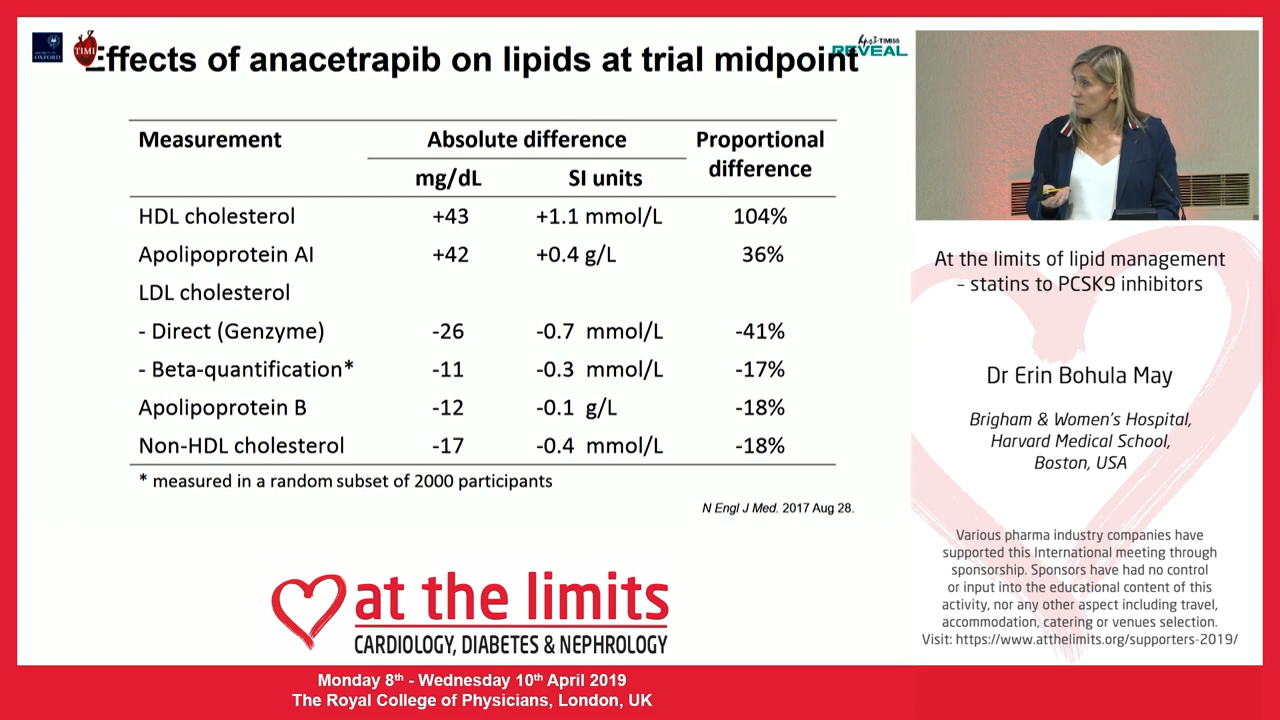 UNIVERSITY OF
OXFORD
TIMI
hps3-TIMI55
REVEAL
Effects of anacetrapib on lipids at trial midpoint
Measurement Absolute difference Proportional difference
mg/dL SI units
HDL cholesterol +43 +1.1 mmol/L 104%
Apolipoprotein AI +42 +0.4 g/L 36%
LDL cholesterol
- Direct (Genzyme) -26 -0.7 mmol/L -41%
- Beta-quantification* -11 -0.3 mmol/L -17%
Apolipoprotein B -12 -0.1 g/L -18%
Non-HDL cholesterol -17 -0.4 mmol/L -18%
* measured in a random subset of 2000 participants
N Engl J Med. 2017 Aug 28.
at the limits
CARDIOLOGY, DIABETES & NEPHROLOGY
Monday 8th - Wednesday 10th April 2019
The Royal College of Physicians, London, UK
At the limits of lipid management
– statins to PCSK9 inhibitors
Dr Erin Bohula May
Brigham & Women's Hospital,
Harvard Medical School,
Boston, USA
Various pharma industry companies have
supported this International meeting through
sponsorship. Sponsors have had no control
or input into the educational content of this
activity, nor any other aspect including travel,
accommodation, catering or venues selection.
Visit: https://www.atthelimits.org/supporters-2019/